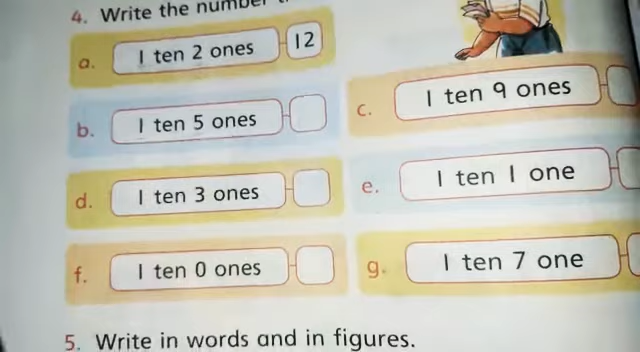 4. Write the number
a. 1 ten 2 ones 12
b. 1 ten 5 ones
c. 1 ten 9 ones
d. 1 ten 3 ones
e. 1 ten 1 one
f. 1 ten 0 ones
g. 1 ten 7 one
5. Write in words and in figures.